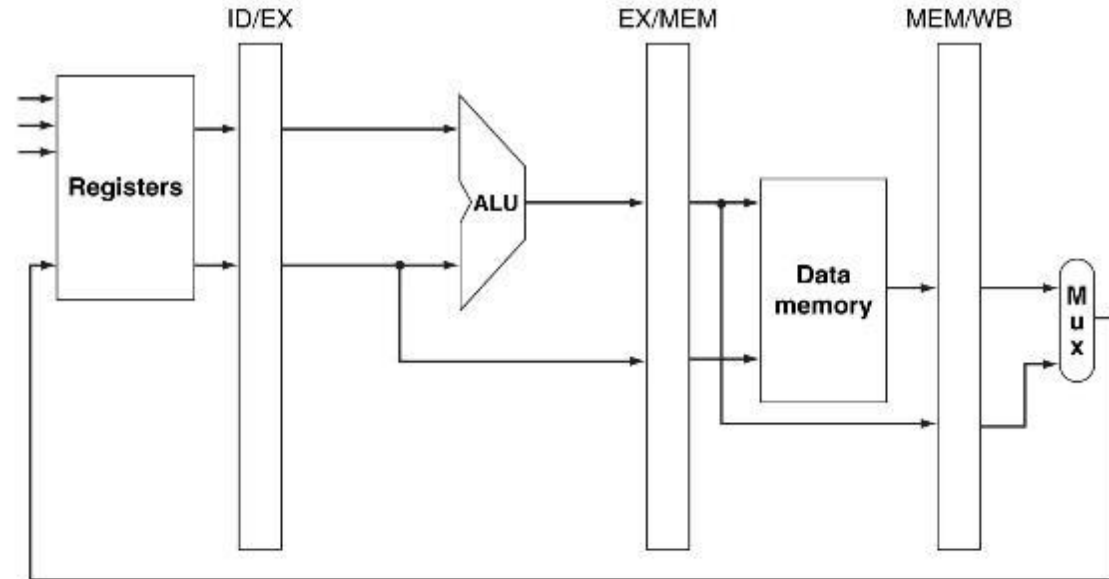 ID/EX
EX/MEM
MEM/WB
Registers
ALU
Data
memory
M
u
x